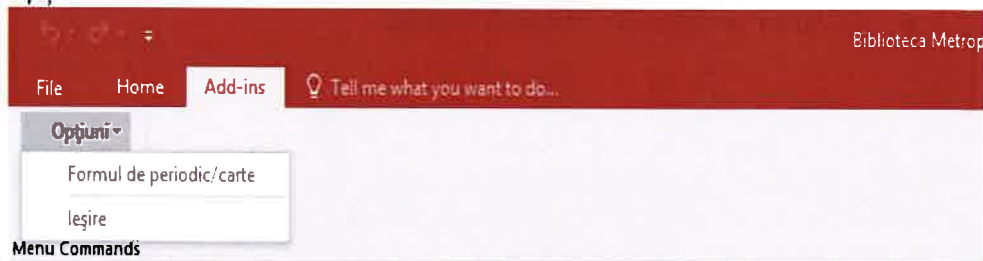 Biblioteca Metrop
File Home Add-ins Tell me what you want to do...
Opţiuni
Formul de periodic/carte
Ieşire
Menu Commands